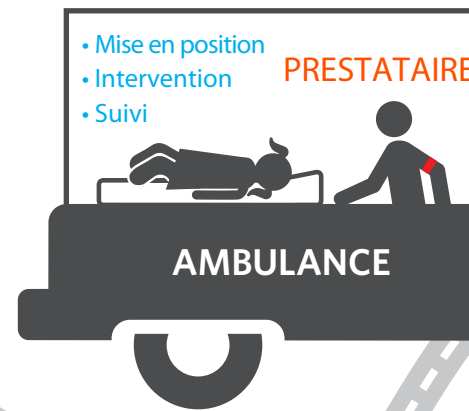 • Mise en position
• Intervention
• Suivi
PRESTATAIRE
AMBULANCE